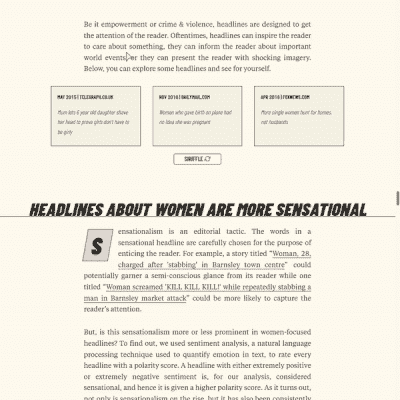 Be it empowerment or crime & violence, headlines are designed to get
the attention of the reader. Oftentimes, headlines can inspire the reader
to care about something, they can inform the reader about important
world events, or they can present the reader with shocking imagery.
Below, you can explore some headlines and see for yourself.
MAY 2015 | TELEGRAPH.CO.UK
Mum lets 6 year old daughter shave
her head to prove girls don't have to
be girly
NOV 2016 | DAILYMAIL.COM
Woman who gave birth on plane had
no idea she was pregnant
APR 2016 | FOXNEWS.COM
More single women hunt for homes,
not husbands
SHUFFLE
HEADLINES ABOUT WOMEN ARE MORE SENSATIONAL
S
ensationalism is an editorial tactic. The words in a
sensational headline are carefully chosen for the purpose of
enticing the reader. For example, a story titled "Woman, 28,
charged after 'stabbing' in Barnsley town centre" could
potentially garner a semi-conscious glance from its reader while one
titled "Woman screamed 'KILL KILL KILL!' while repeatedly stabbing a
man in Barnsley market attack" could be more likely to capture the
reader's attention.
But, is this sensationalism more or less prominent in women-focused
headlines? To find out, we used sentiment analysis, a natural language
processing technique used to quantify emotion in text, to rate every
headline with a polarity score. A headline with either extremely positive
or extremely negative sentiment is, for our analysis, considered
sensational, and hence it is given a higher polarity score. As it turns out,
not only is sensationalism on the rise, but it has also been consistently